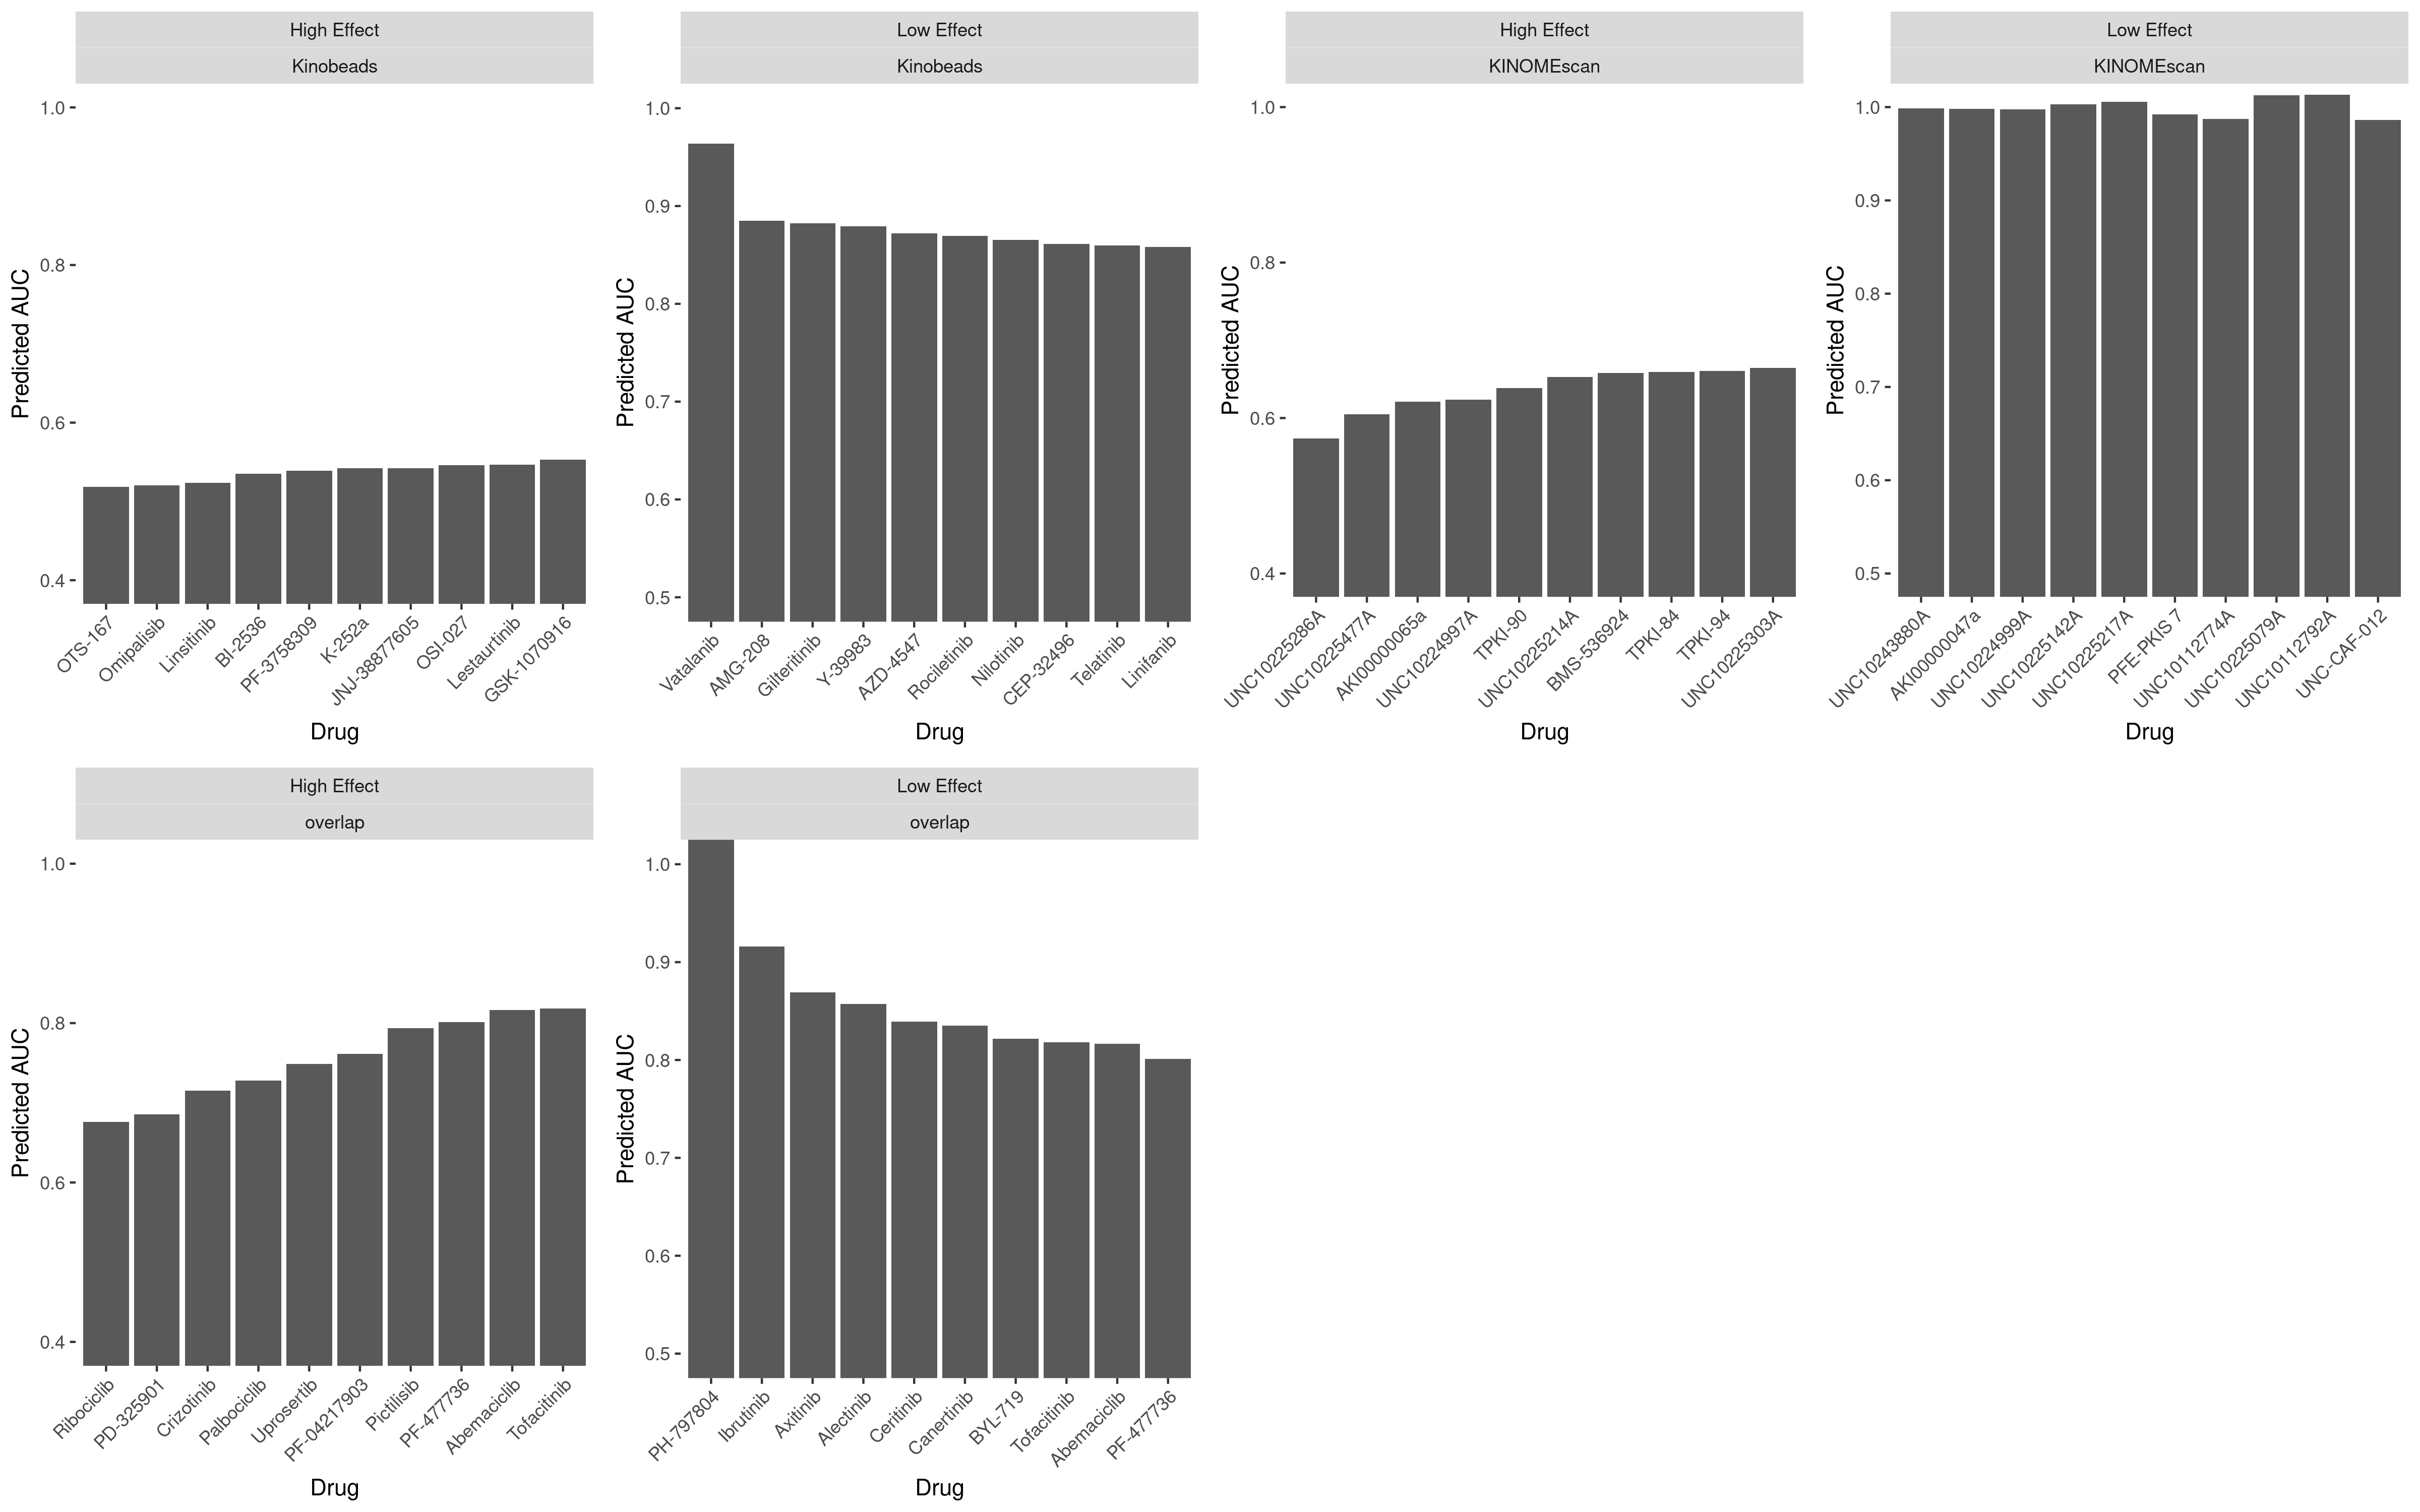 High Effect
Kinobeads
1.0
0.8
0.6
0.4
Predicted AUC
OTS-167
Omipalisib
Linsitinib
BI-2536
PF-3758309
K-252a
JNJ-38877605
OSI-027
Lestaurtinib
GSK-1070916
Drug
Low Effect
Kinobeads
1.0
0.9
0.8
0.7
0.6
0.5
Predicted AUC
Vatalanib
AMG-208
Gilteritinib
Y-39983
AZD-4547
Rociletinib
Nilotinib
CEP-32496
Telatinib
Linifanib
Drug
High Effect
KINOMEscan
1.0
0.8
0.6
0.4
Predicted AUC
UNC10225286A
UNC10225477A
AKI00000065a
UNC10224997A
TPKI-90
UNC10225214A
BMS-536924
TPKI-84
TPKI-94
UNC10225303A
Drug
Low Effect
KINOMEscan
1.0
0.9
0.8
0.7
0.6
0.5
Predicted AUC
UNC10243880A
AKI00000047a
UNC10224999A
UNC10225142A
UNC10225217A
PFE-PKIS 7
UNC10112774A
UNC10225079A
UNC10112792A
UNC-CAF-012
Drug
High Effect
overlap
1.0
0.8
0.6
0.4
Predicted AUC
Ribociclib
PD-325901
Crizotinib
Palbociclib
Uprosertib
PF-04217903
Pictilisib
PF-477736
Abemaciclib
Tofacitinib
Drug
Low Effect
overlap
1.0
0.9
0.8
0.7
0.6
0.5
Predicted AUC
PH-797804
Ibrutinib
Axitinib
Alectinib
Ceritinib
Canertinib
BYL-719
Tofacitinib
Abemaciclib
PF-477736
Drug